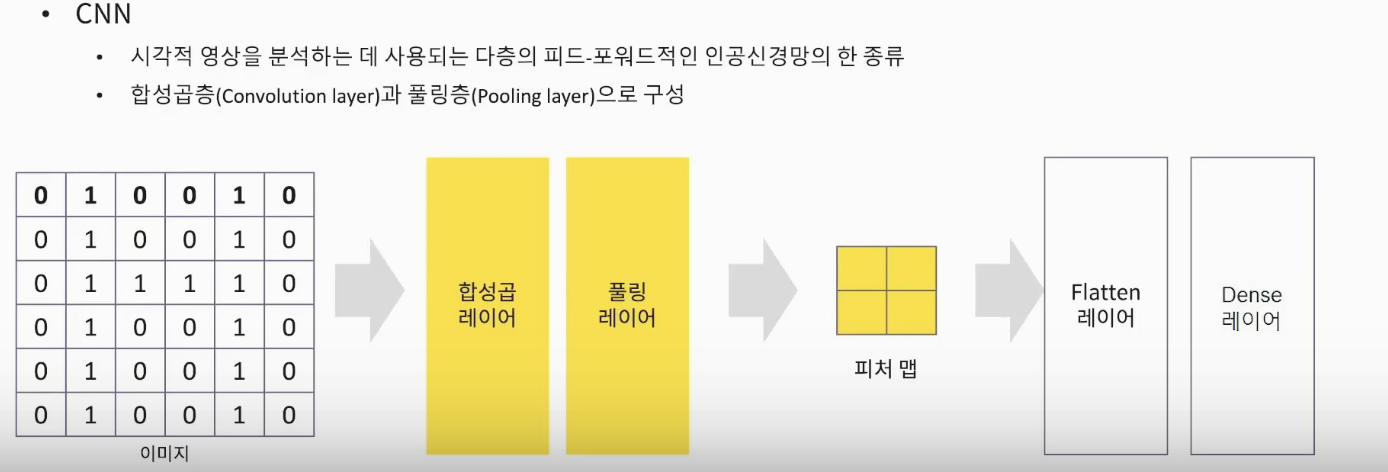 • CNN
• 시각적 영상을 분석하는 데 사용되는 다층의 피드-포워드적인 인공신경망의 한 종류
• 합성곱층(Convolution layer)과 풀링층(Pooling layer)으로 구성
0 1 0 0 1 0
0 1 0 0 1 0
0 1 1 1 1 0
0 1 0 0 1 0
0 1 0 0 1 0
0 1 0 0 1 0
이미지
합성곱
레이어
풀링
레이어
피처 맵
Flatten
레이어
Dense
레이어